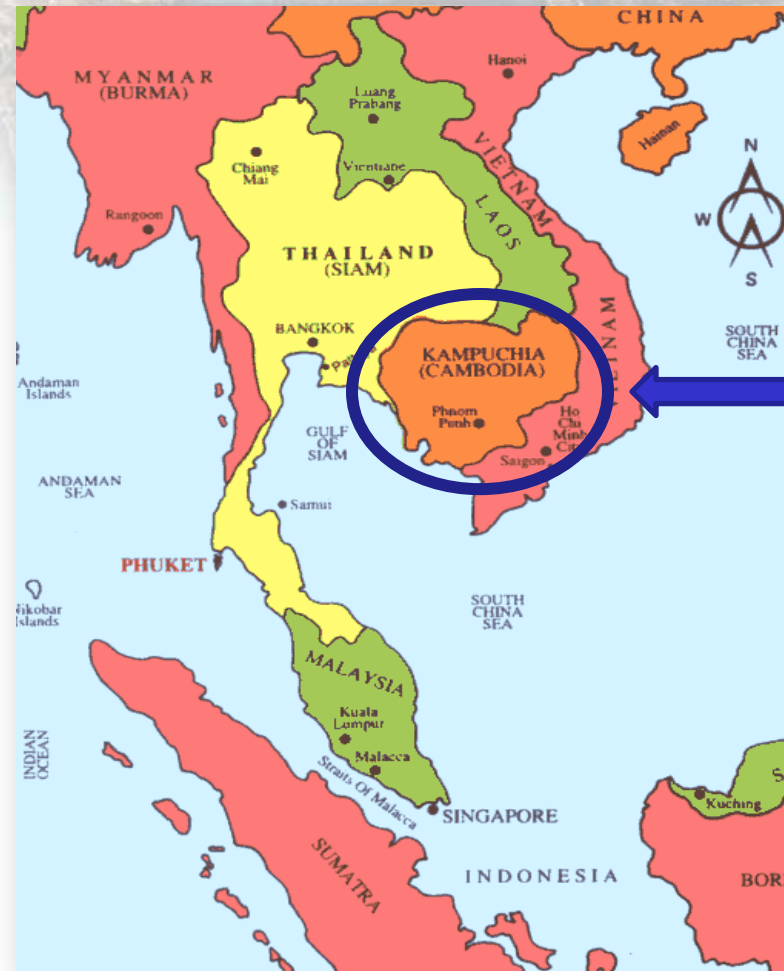 CHINA
MYANMAR
(BURMA)
Hanoi
Luang
Prabang
Hainan
N
Chiang
Mai
Vientiane
VIETNAM
LAOS
W
S
Rangoon
THAILAND
(SIAM)
BANGKOK
VIETNAM
SOUTH
CHINA
SEA
KAMPUCHIA
(CAMBODIA)
Andaman
Islands
Phnom
Penh
Ho
Chi
Minh
City
GULF
OF
SIAM
Saigon
ANDAMAN
SEA
Samui
PHUKET
Nikobar
Islands
SOUTH
CHINA
SEA
MALAYSIA
Kuala
Lumpur
INDIAN
OCEAN
Malacca
Straits Of Malacca
Kuching
SINGAPORE
SUMATRA
INDONESIA
BOR